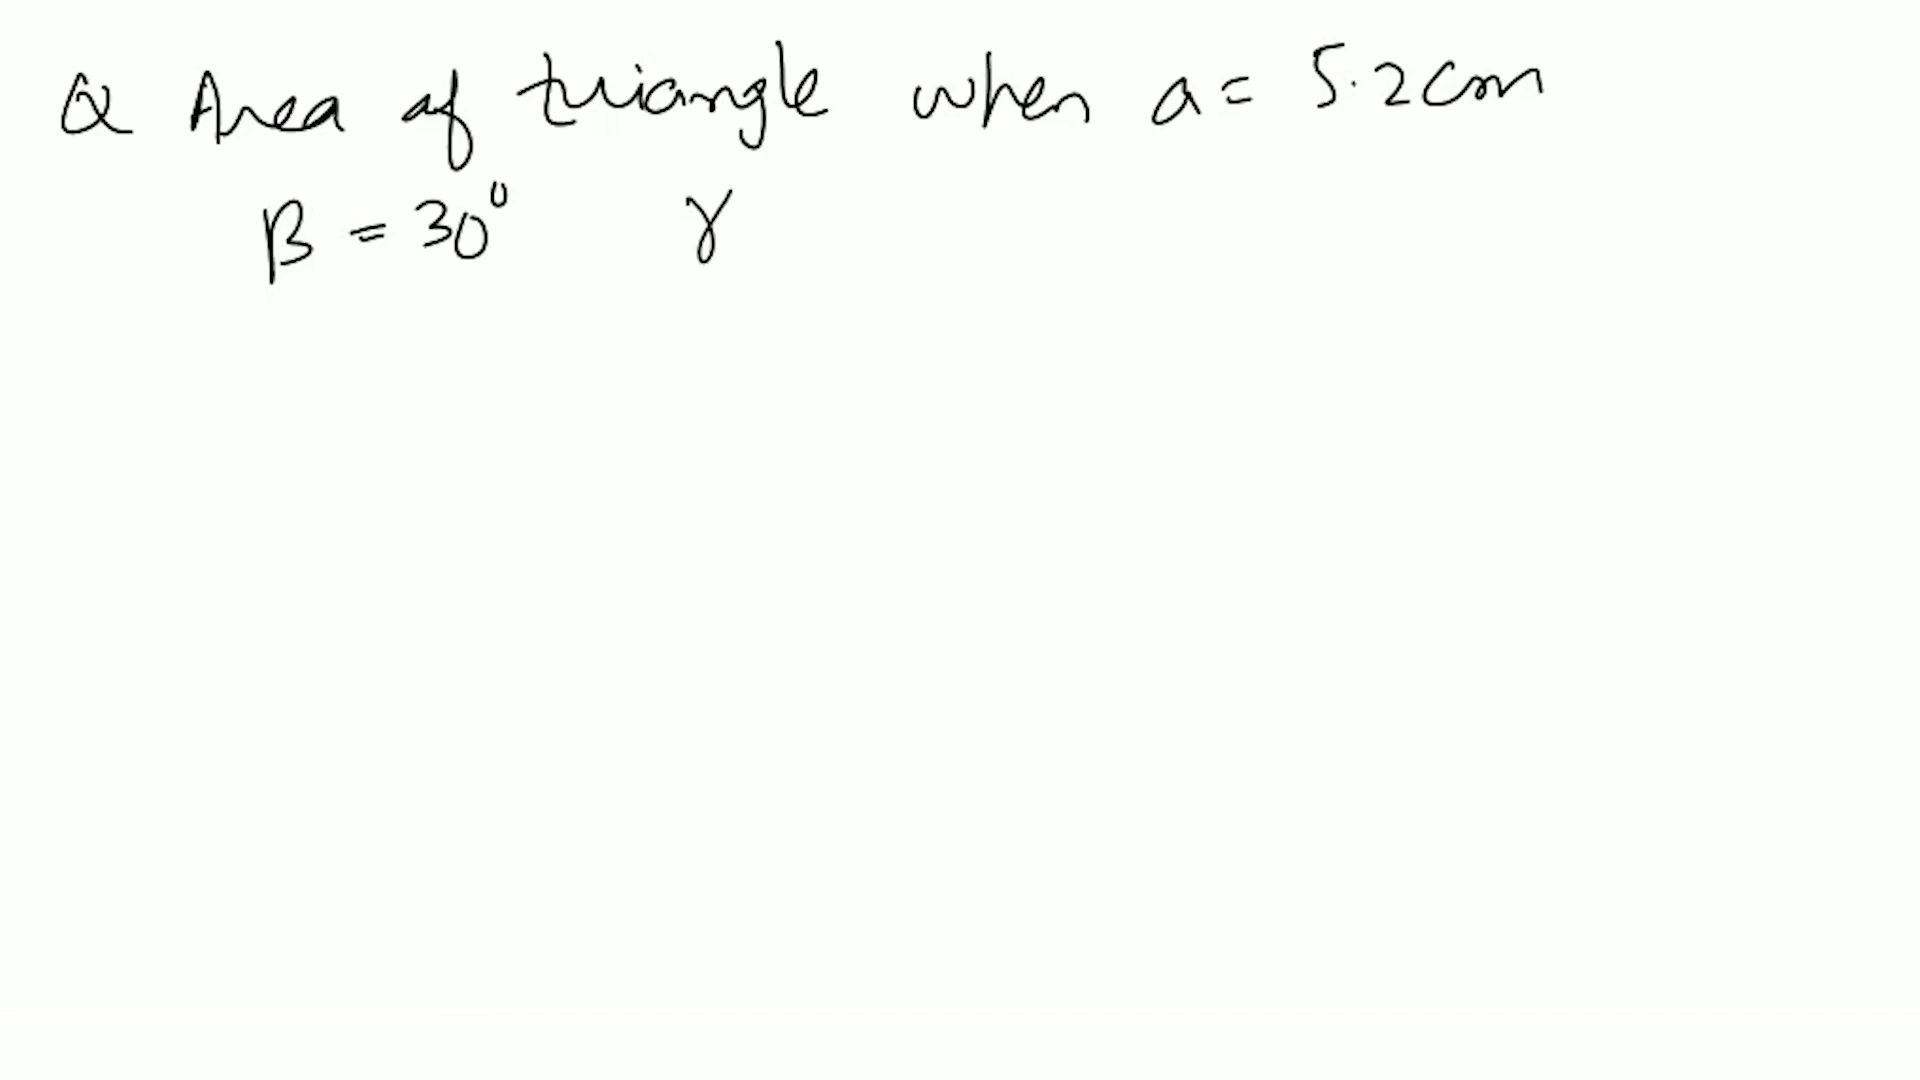 Q Area of triangle when a = 5.2cm
β = 30° γ